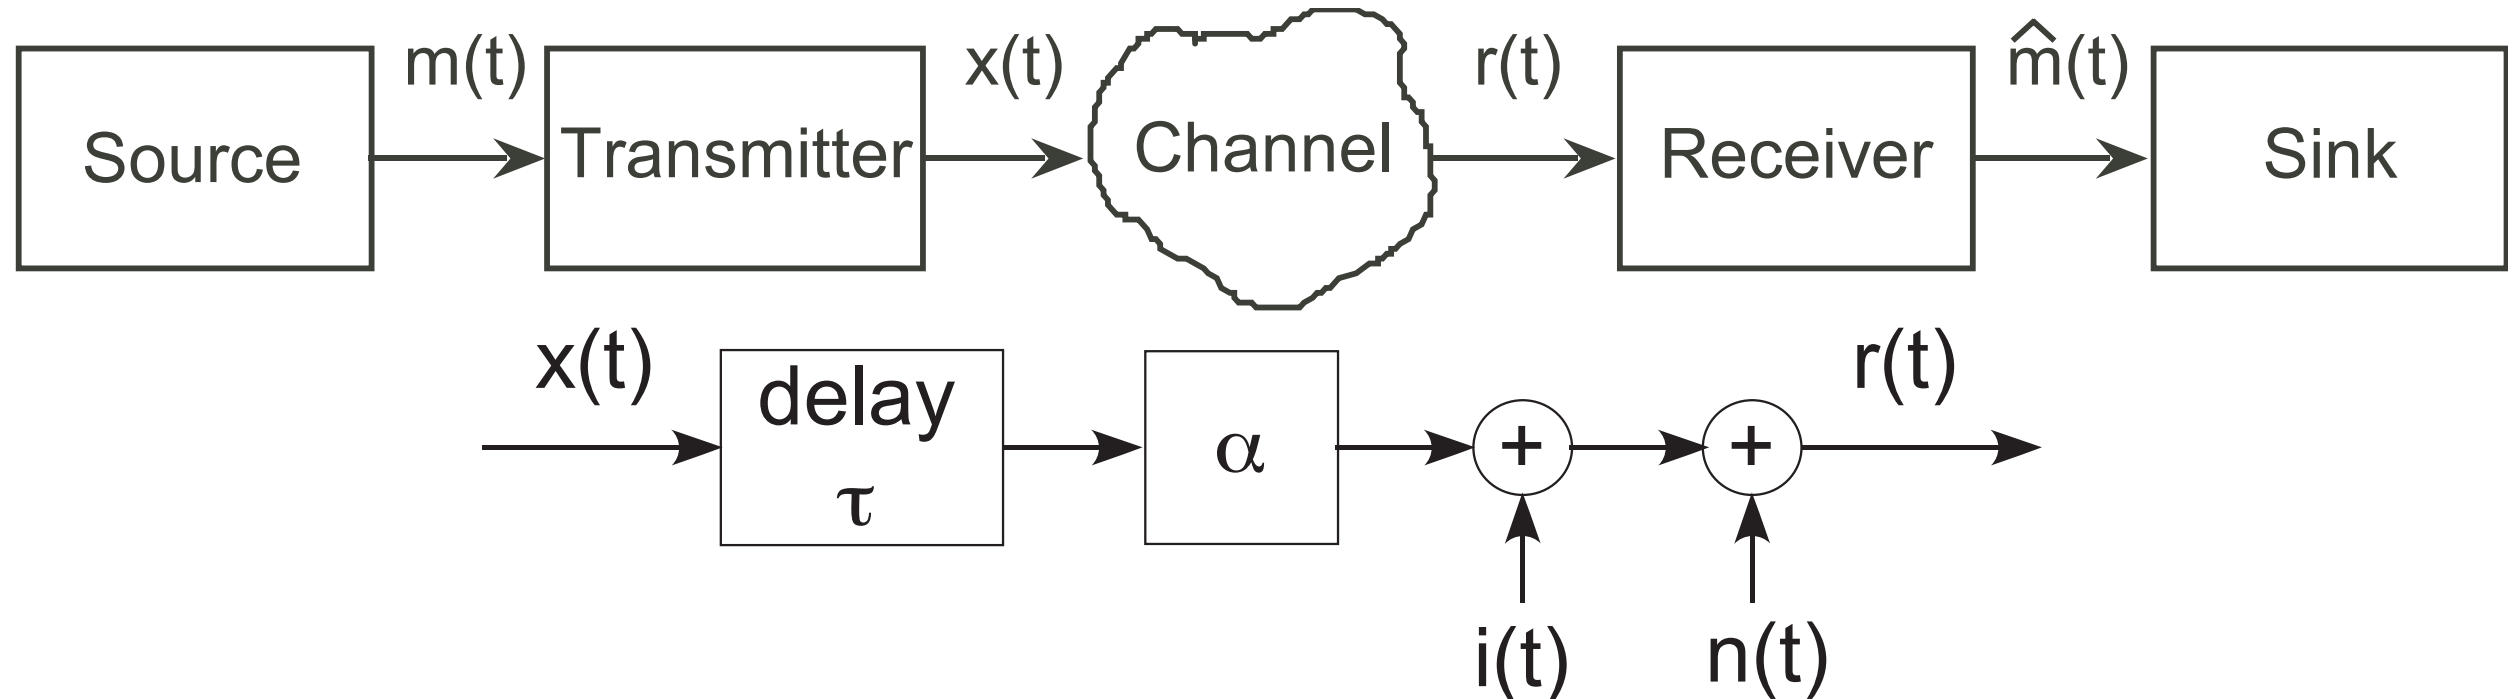 m(t) x(t) r(t) m̂(t)
Source Transmitter Channel Receiver Sink
x(t) r(t)
delay
α
τ
i(t) n(t)
+ +